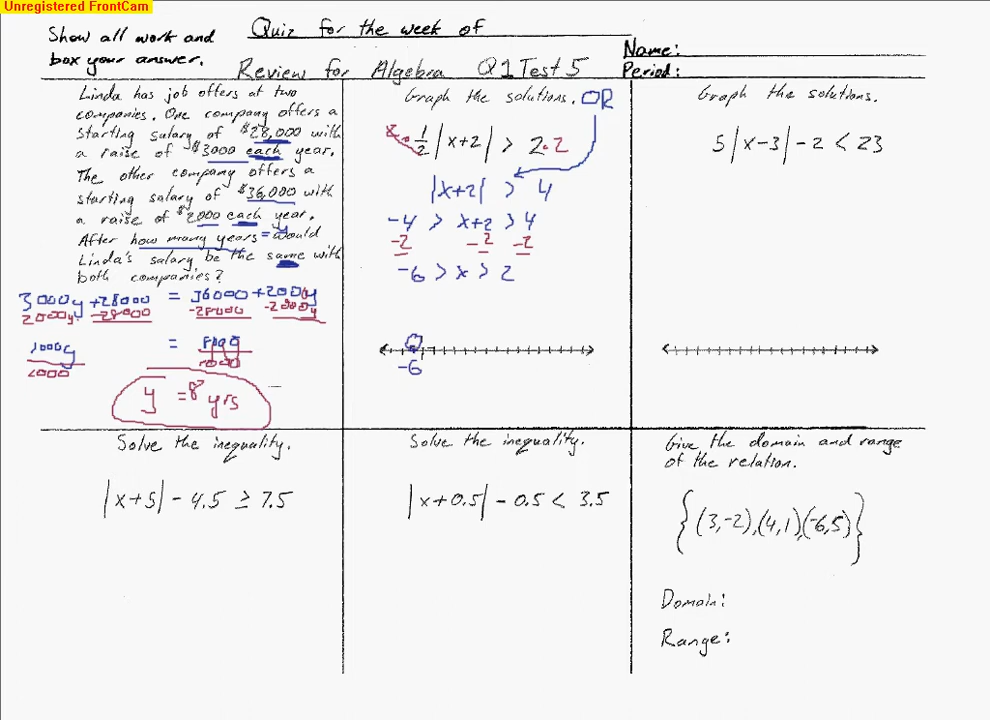 Unregistered FrontCam
Show all work and
box your answer.
Quiz for the week of
Review for Algebra Q1Test 5
Name:
Period:
Linda has job offers at two
companies. One company offers a
starting salary of $28,000 with
a raise of $3000 each year.
The other company offers a
starting salary of $36,000 with
a raise of $2000 each year.
After how many years = y would
Linda's salary be the same with
both companies?
3000y +28000 = 36000 + 2000y
-28000 -28000 -2000y
1000y = 8000
1000 1000
y = 8 yrs
Graph the solutions. OR
2 · 1/2 |x+2| > 2 · 2
|x+2| > 4
-4 > x+2 > 4
-2 -2 -2
-6 > x > 2
-6
Graph the solutions.
5|x-3| - 2 < 23
Solve the inequality.
|x+5| - 4.5 ≥ 7.5
Solve the inequality.
|x+0.5| - 0.5 < 3.5
Give the domain and range
of the relation.
{(3,-2),(4,1),(-6,5)}
Domain:
Range: